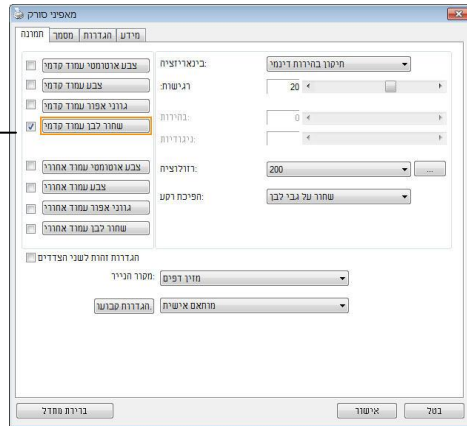 מאפיני סורק
תמונה מסמך הגדרות מידע
צבע אוטומטי עמוד קדמי
צבע עמוד קדמי
גווני אפור עמוד קדמי
שחור לבן עמוד קדמי
צבע אוטומטי עמוד אחורי
צבע עמוד אחורי
גווני אפור עמוד אחורי
שחור לבן עמוד אחורי
בינאריזציה: תיקון בהירות דינמי
רגישות: 20
בהירות: 0
ניגודיות:
רזולוציה: 200 ...
הפיכת רקע: שחור על גבי לבן
הגדרות זהות לשני הצדדים
מקור הנייר: מזין דפים
הגדרות קבועו. מותאם אישית
ברירת מחדל אישור בטל